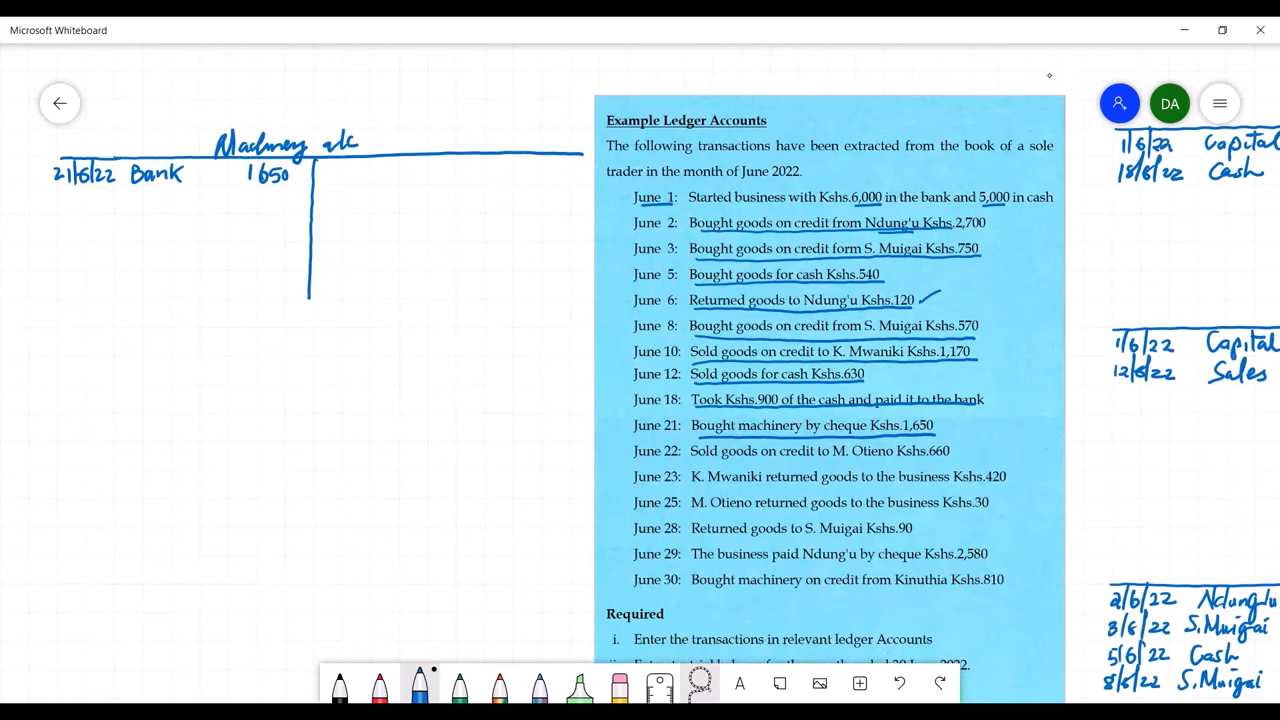 Microsoft Whiteboard
DA
Machinery a/c
21/6/22 Bank 1650
Example Ledger Accounts
The following transactions have been extracted from the book of a sole
trader in the month of June 2022.
June 1: Started business with Kshs.6,000 in the bank and 5,000 in cash
June 2: Bought goods on credit from Ndung'u Kshs.2,700
June 3: Bought goods on credit form S. Muigai Kshs.750
June 5: Bought goods for cash Kshs.540
June 6: Returned goods to Ndung'u Kshs.120
June 8: Bought goods on credit from S. Muigai Kshs.570
June 10: Sold goods on credit to K. Mwaniki Kshs.1,170
June 12: Sold goods for cash Kshs.630
June 18: Took Kshs.900 of the cash and paid it to the bank
June 21: Bought machinery by cheque Kshs.1,650
June 22: Sold goods on credit to M. Otieno Kshs.660
June 23: K. Mwaniki returned goods to the business Kshs.420
June 25: M. Otieno returned goods to the business Kshs.30
June 28: Returned goods to S. Muigai Kshs.90
June 29: The business paid Ndung'u by cheque Kshs.2,580
June 30: Bought machinery on credit from Kinuthia Kshs.810
Required
i. Enter the transactions in relevant ledger Accounts
1/6/22 Capital
18/6/22 Cash
1/6/22 Capital
12/6/22 Sales
2/6/22 Ndung'u
3/6/22 S.Muigai
5/6/22 Cash
8/6/22 S.Muigai